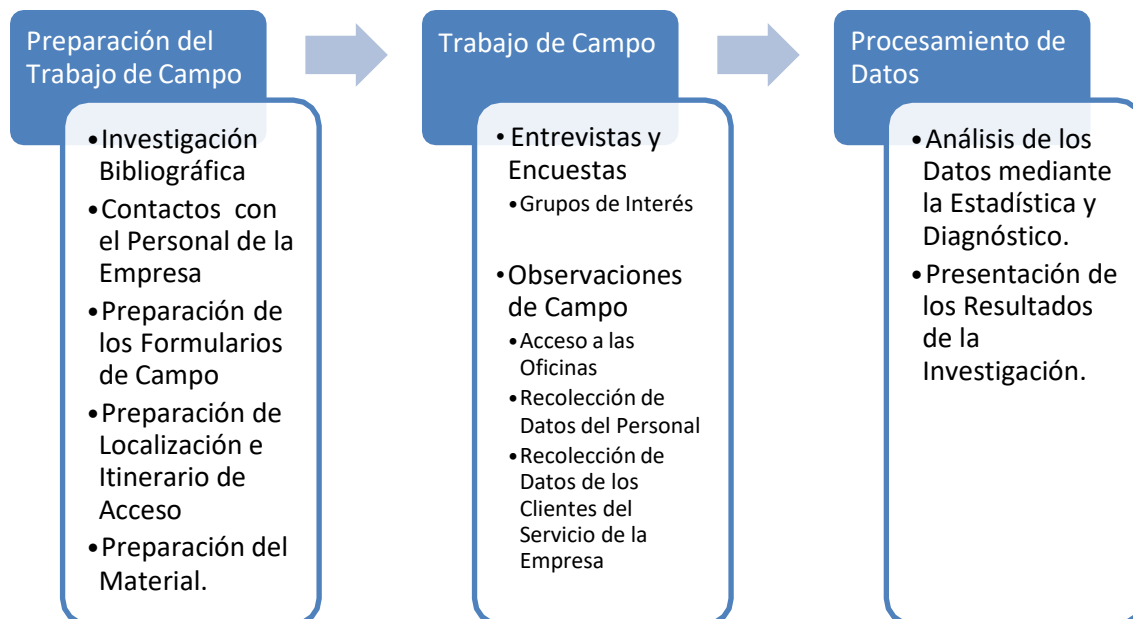 Preparación del
Trabajo de Campo
•Investigación
Bibliográfica
•Contactos con
el Personal de la
Empresa
•Preparación de
los Formularios
de Campo
•Preparación de
Localización e
Itinerario de
Acceso
•Preparación del
Material.
Trabajo de Campo
• Entrevistas y
Encuestas
•Grupos de Interés
•Observaciones
de Campo
•Acceso a las
Oficinas
•Recolección de
Datos del Personal
•Recolección de
Datos de los
Clientes del
Servicio de la
Empresa
Procesamiento de
Datos
•Análisis de los
Datos mediante
la Estadística y
Diagnóstico.
•Presentación de
los Resultados
de la
Investigación.